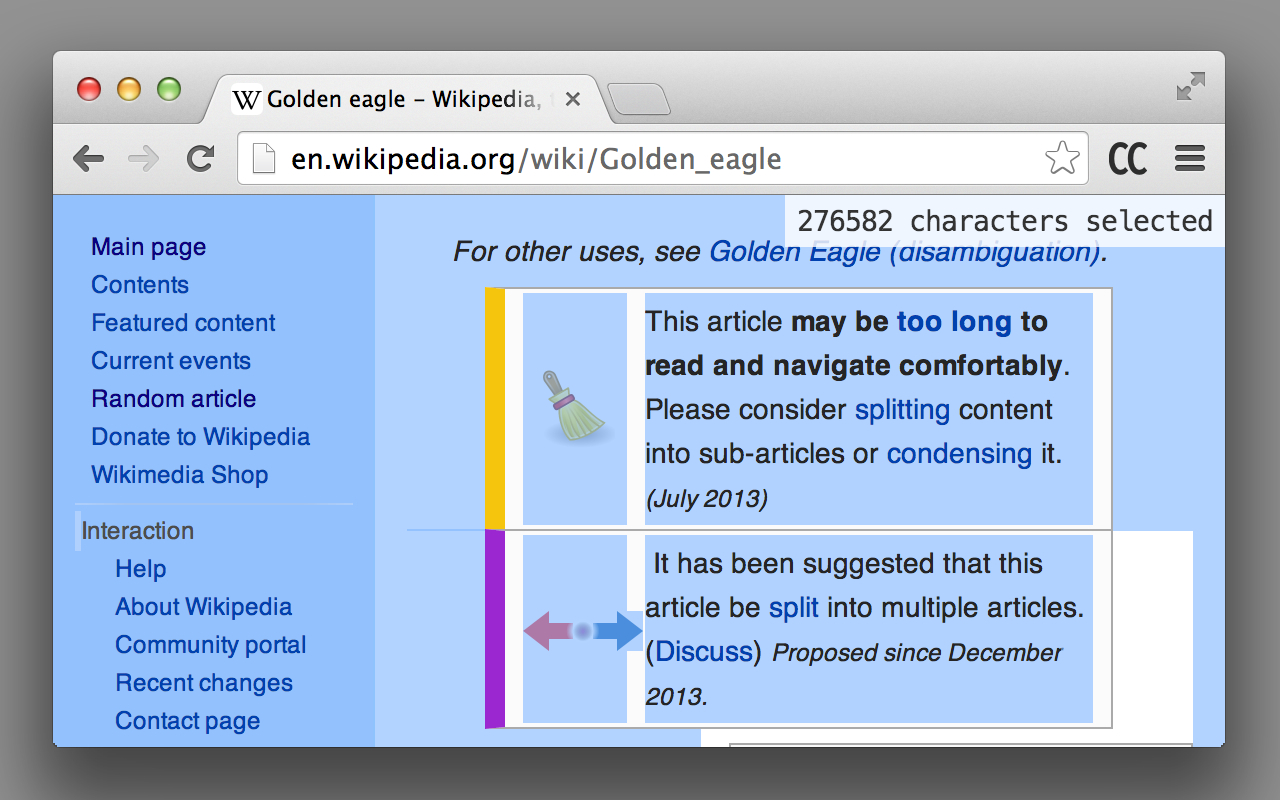 Golden eagle – Wikipedia,
en.wikipedia.org/wiki/Golden_eagle
CC
276582 characters selected
Main page
Contents
Featured content
Current events
Random article
Donate to Wikipedia
Wikimedia Shop
Interaction
Help
About Wikipedia
Community portal
Recent changes
Contact page
For other uses, see Golden Eagle (disambiguation).
This article may be too long to
read and navigate comfortably.
Please consider splitting content
into sub-articles or condensing it.
(July 2013)
It has been suggested that this
article be split into multiple articles.
(Discuss) Proposed since December
2013.